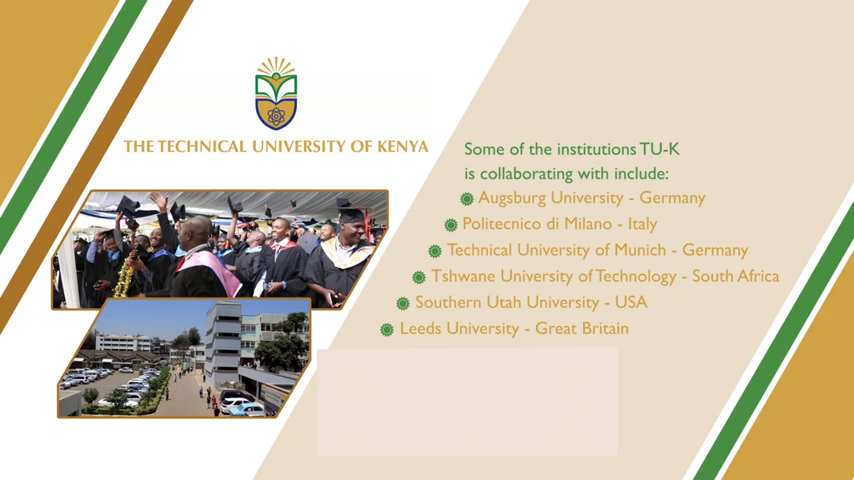 THE TECHNICAL UNIVERSITY OF KENYA
Some of the institutions TU-K
is collaborating with include:
Augsburg University - Germany
Politecnico di Milano - Italy
Technical University of Munich - Germany
Tshwane University of Technology - South Africa
Southern Utah University - USA
Leeds University - Great Britain